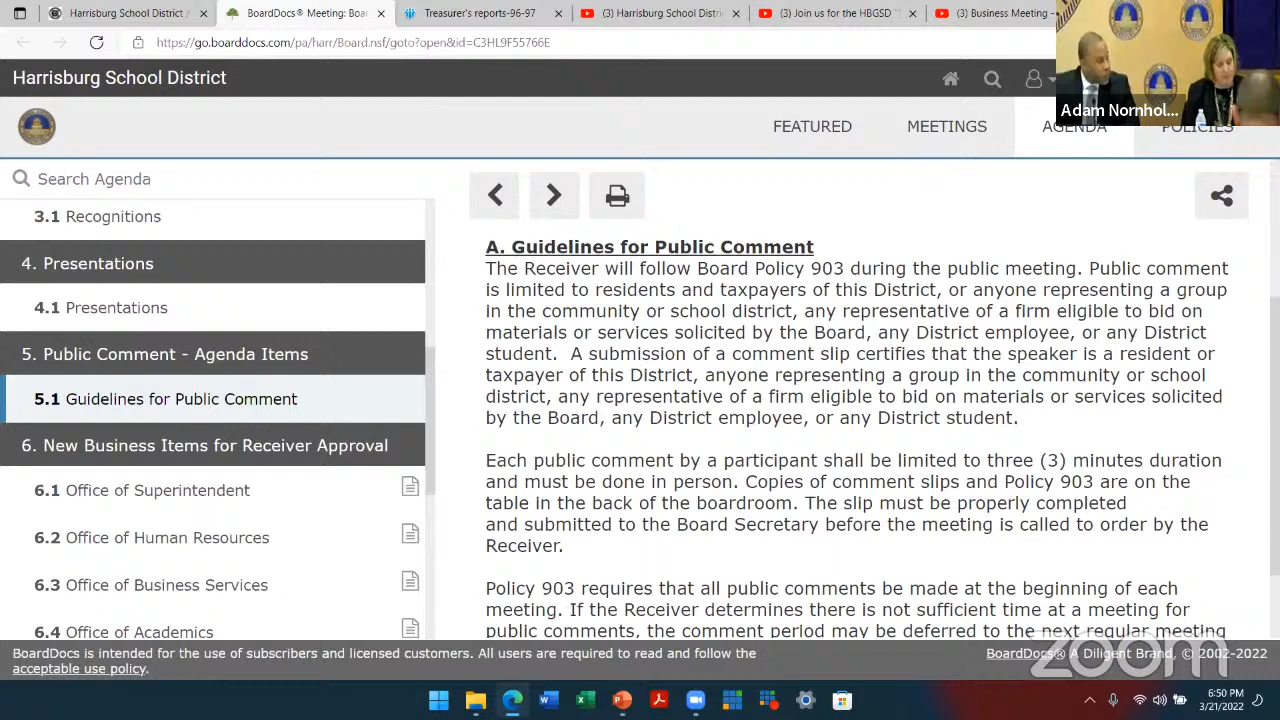 Harrisburg School District /
BoardDocs® Meeting: Boa
Treasurer's reports-96-97
(3) Harrisburg School Distri
(3) Join us for the HBGSD "
(3) Business Meeting -
https://go.boarddocs.com/pa/harr/Board.nsf/goto?open&id=C3HL9F55766E
Adam Nornhol...
Harrisburg School District
FEATURED
MEETINGS
AGENDA
POLICIES
Search Agenda
3.1 Recognitions
4. Presentations
4.1 Presentations
5. Public Comment - Agenda Items
5.1 Guidelines for Public Comment
6. New Business Items for Receiver Approval
6.1 Office of Superintendent
6.2 Office of Human Resources
6.3 Office of Business Services
6.4 Office of Academics
A. Guidelines for Public Comment
The Receiver will follow Board Policy 903 during the public meeting. Public comment
is limited to residents and taxpayers of this District, or anyone representing a group
in the community or school district, any representative of a firm eligible to bid on
materials or services solicited by the Board, any District employee, or any District
student. A submission of a comment slip certifies that the speaker is a resident or
taxpayer of this District, anyone representing a group in the community or school
district, any representative of a firm eligible to bid on materials or services solicited
by the Board, any District employee, or any District student.
Each public comment by a participant shall be limited to three (3) minutes duration
and must be done in person. Copies of comment slips and Policy 903 are on the
table in the back of the boardroom. The slip must be properly completed
and submitted to the Board Secretary before the meeting is called to order by the
Receiver.
Policy 903 requires that all public comments be made at the beginning of each
meeting. If the Receiver determines there is not sufficient time at a meeting for
public comments, the comment period may be deferred to the next regular meeting
BoardDocs is intended for the use of subscribers and licensed customers. All users are required to read and follow the
acceptable use policy.
BoardDocs® A Diligent Brand, © 2002-2022
zoom
6:50 PM
3/21/2022